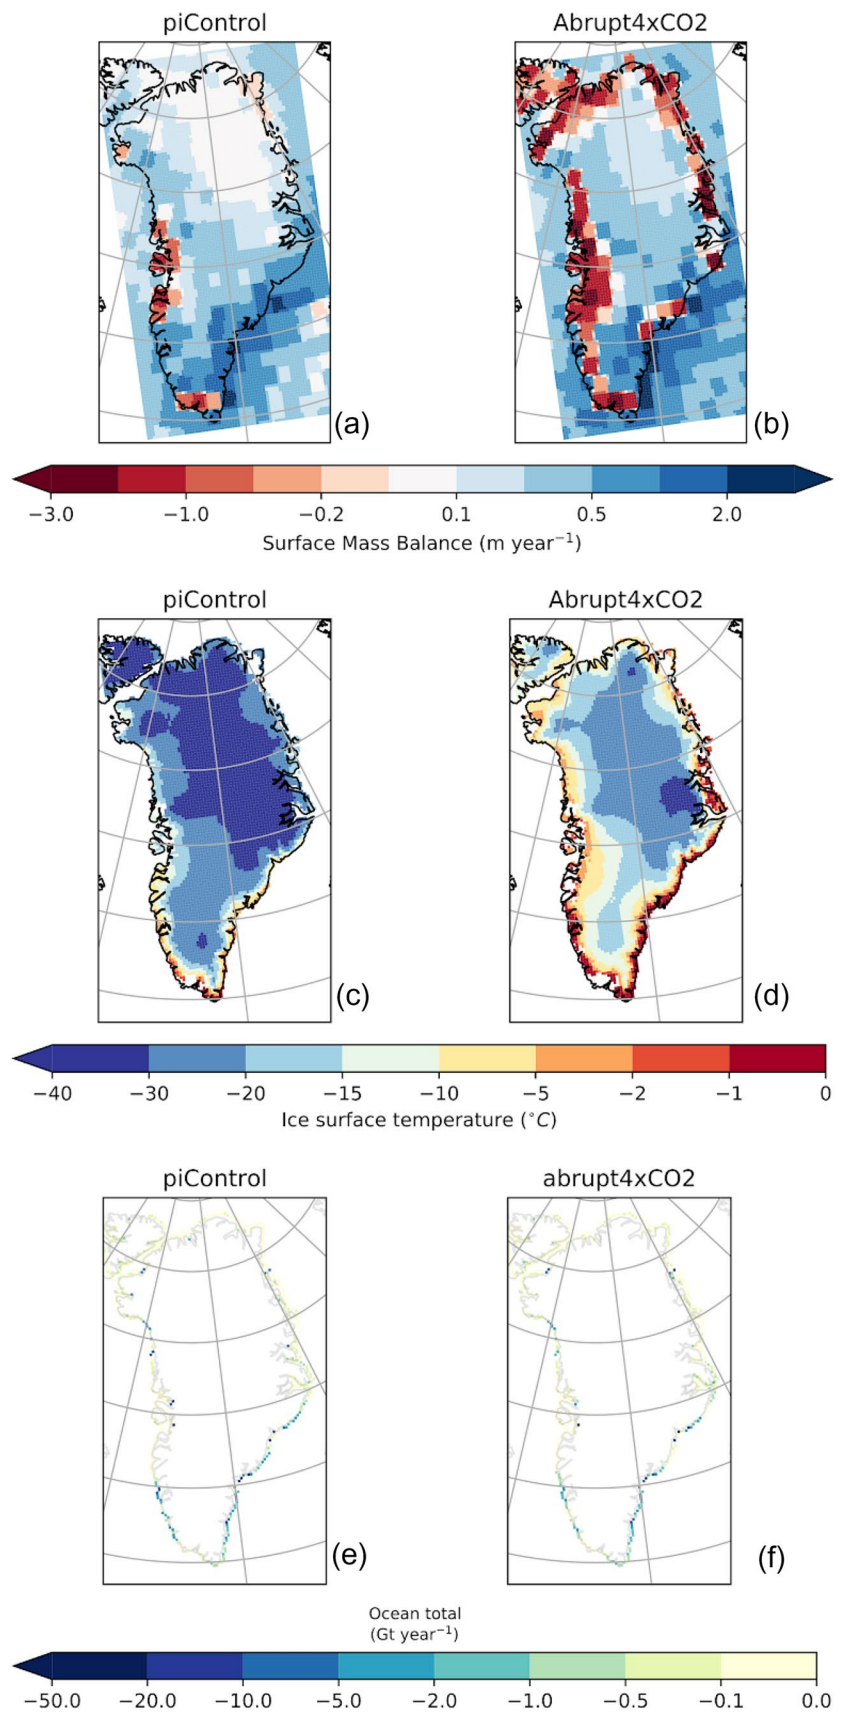 piControl Abrupt4xCO2
(a) (b)
−3.0 −1.0 −0.2 0.1 0.5 2.0
Surface Mass Balance (m year⁻¹)
piControl Abrupt4xCO2
(c) (d)
−40 −30 −20 −15 −10 −5 −2 −1 0
Ice surface temperature (°C)
piControl abrupt4xCO2
(e) (f)
Ocean total
(Gt year⁻¹)
−50.0 −20.0 −10.0 −5.0 −2.0 −1.0 −0.5 −0.1 0.0